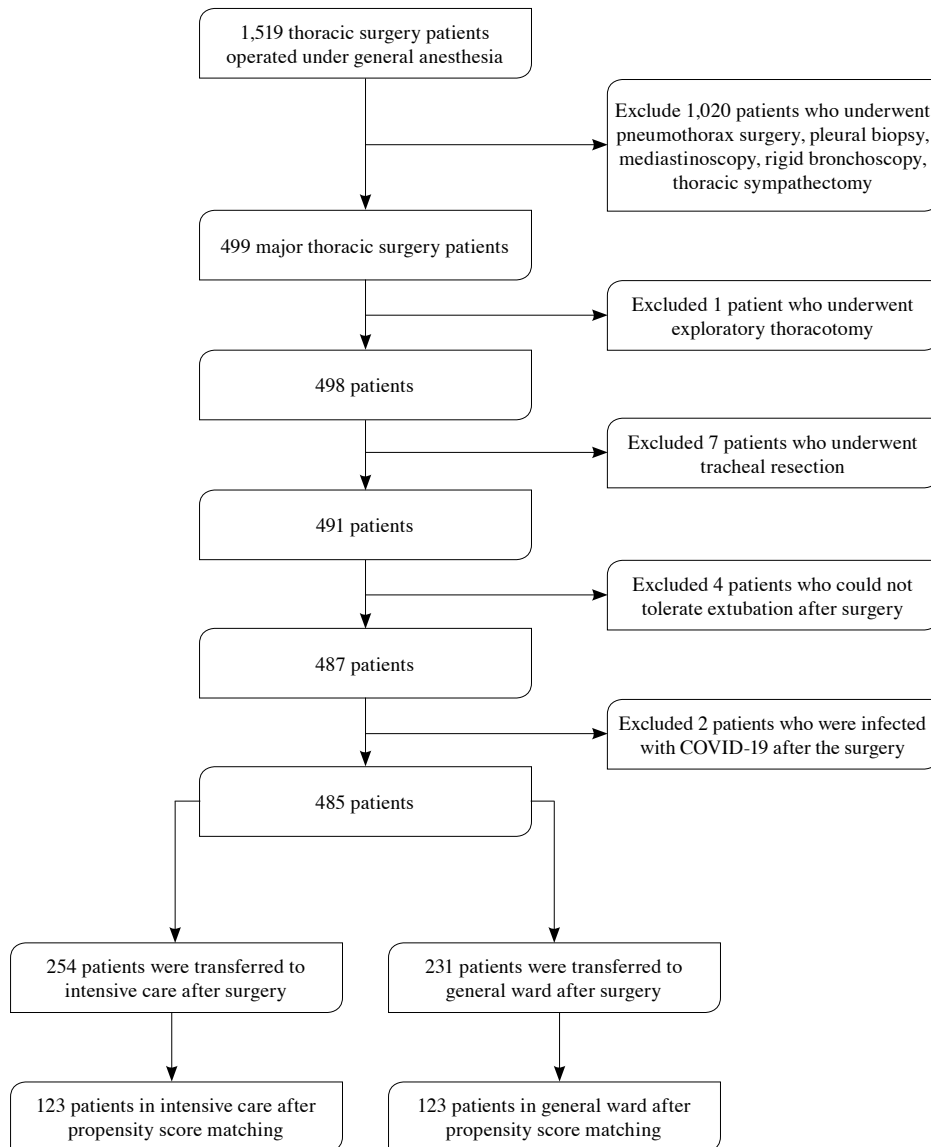 1,519 thoracic surgery patients
operated under general anesthesia
Exclude 1,020 patients who underwent
pneumothorax surgery, pleural biopsy,
mediastinoscopy, rigid bronchoscopy,
thoracic sympathectomy
499 major thoracic surgery patients
Excluded 1 patient who underwent
exploratory thoracotomy
498 patients
Excluded 7 patients who underwent
tracheal resection
491 patients
Excluded 4 patients who could not
tolerate extubation after surgery
487 patients
Excluded 2 patients who were infected
with COVID-19 after the surgery
485 patients
254 patients were transferred to
intensive care after surgery
231 patients were transferred to
general ward after surgery
123 patients in intensive care after
propensity score matching
123 patients in general ward after
propensity score matching